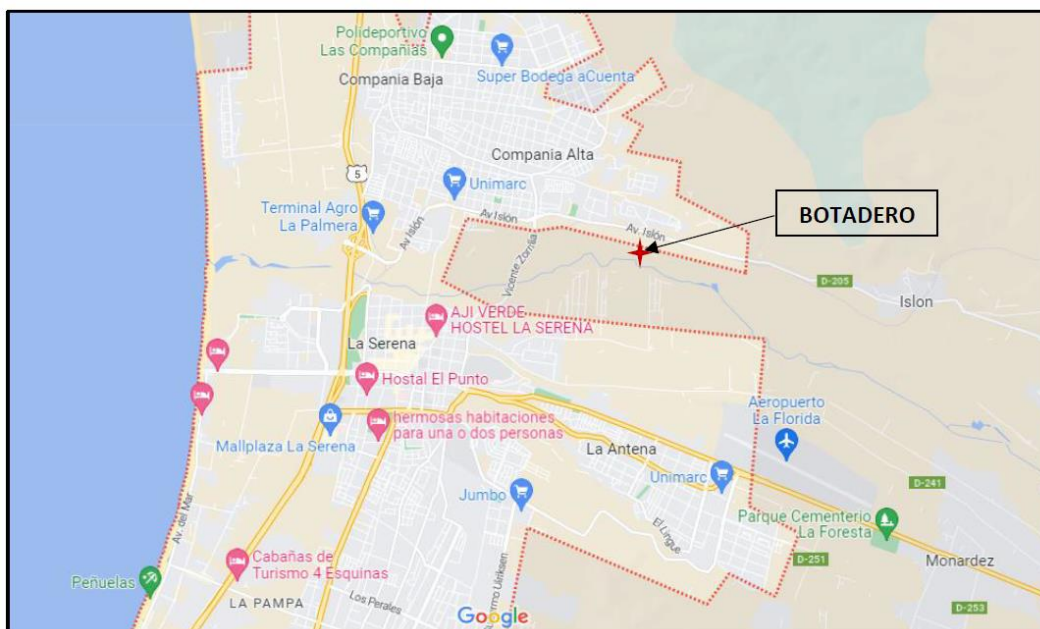 Polideportivo
Las Compañías
Compania Baja
Super Bodega aCuenta
Compania Alta
5
Unimarc
Terminal Agro
La Palmera
Av Islón
Av Islón
Av. Islón
BOTADERO
Vicente Zorrilla
D-205
Islon
AJI VERDE
HOSTEL LA SERENA
La Serena
Hostal El Punto
hermosas habitaciones
para una o dos personas
Mallplaza La Serena
Aeropuerto
La Florida
La Antena
Unimarc
Jumbo
D-241
Parque Cementerio
La Foresta
El Lingue
D-251
Monardez
Av. del Mar
Cabañas de
Turismo 4 Esquinas
Peñuelas
LA PAMPA
Los Perales
Ulriksen
Google
D-253